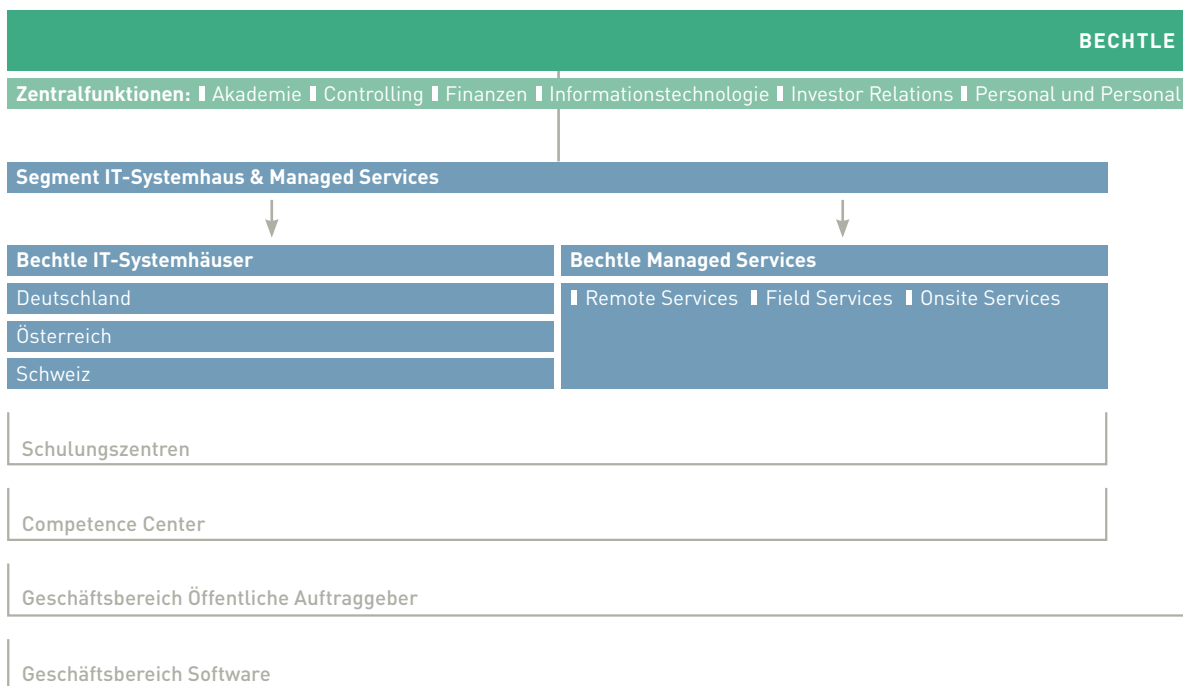 BECHTLE
Zentralfunktionen: Akademie Controlling Finanzen Informationstechnologie Investor Relations Personal und Personal
Segment IT-Systemhaus & Managed Services
Bechtle IT-Systemhäuser
Deutschland
Österreich
Schweiz
Bechtle Managed Services
Remote Services Field Services Onsite Services
Schulungszentren
Competence Center
Geschäftsbereich Öffentliche Auftraggeber
Geschäftsbereich Software